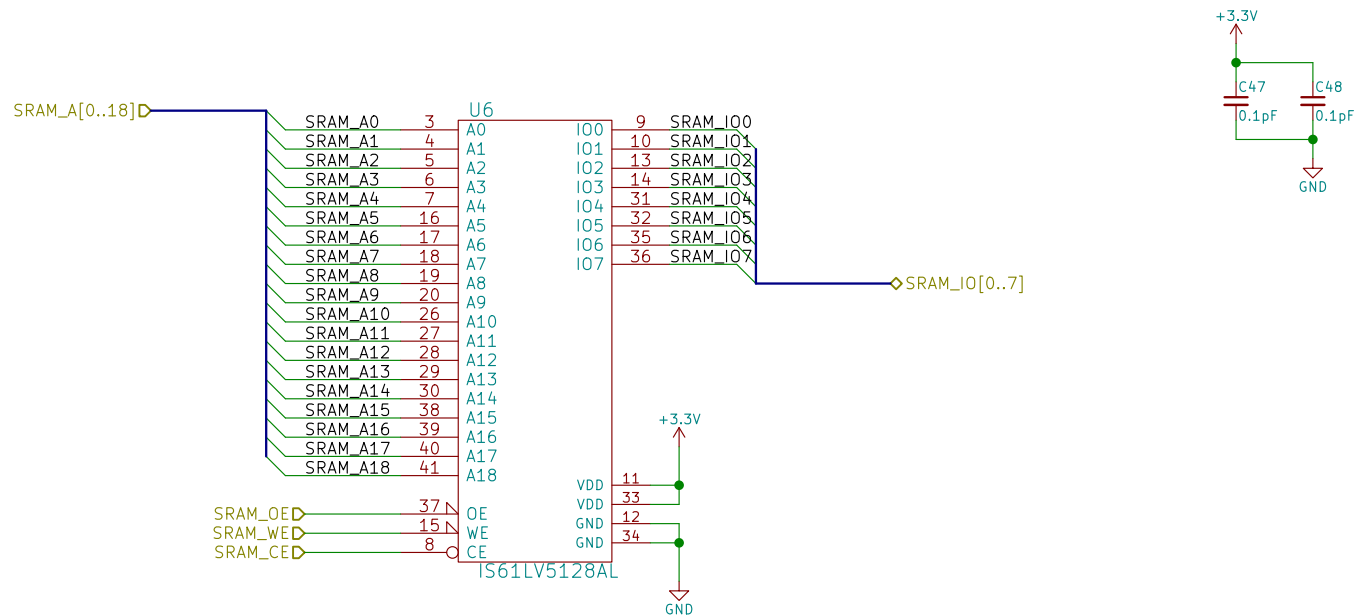 +3.3V
C47
C48
0.1pF
0.1pF
GND
SRAM_A[0..18]
U6
SRAM_A0 3 A0 IO0 9 SRAM_IO0
SRAM_A1 4 A1 IO1 10 SRAM_IO1
SRAM_A2 5 A2 IO2 13 SRAM_IO2
SRAM_A3 6 A3 IO3 14 SRAM_IO3
SRAM_A4 7 A4 IO4 31 SRAM_IO4
SRAM_A5 16 A5 IO5 32 SRAM_IO5
SRAM_A6 17 A6 IO6 35 SRAM_IO6
SRAM_A7 18 A7 IO7 36 SRAM_IO7
SRAM_A8 19 A8 SRAM_IO[0..7]
SRAM_A9 20 A9
SRAM_A10 26 A10
SRAM_A11 27 A11
SRAM_A12 28 A12
SRAM_A13 29 A13
SRAM_A14 30 A14
SRAM_A15 38 A15
SRAM_A16 39 A16
SRAM_A17 40 A17
SRAM_A18 41 A18
+3.3V
VDD 11
VDD 33
GND 12
GND 34
SRAM_OE 37 OE
SRAM_WE 15 WE
SRAM_CE 8 CE
IS61LV5128AL
GND